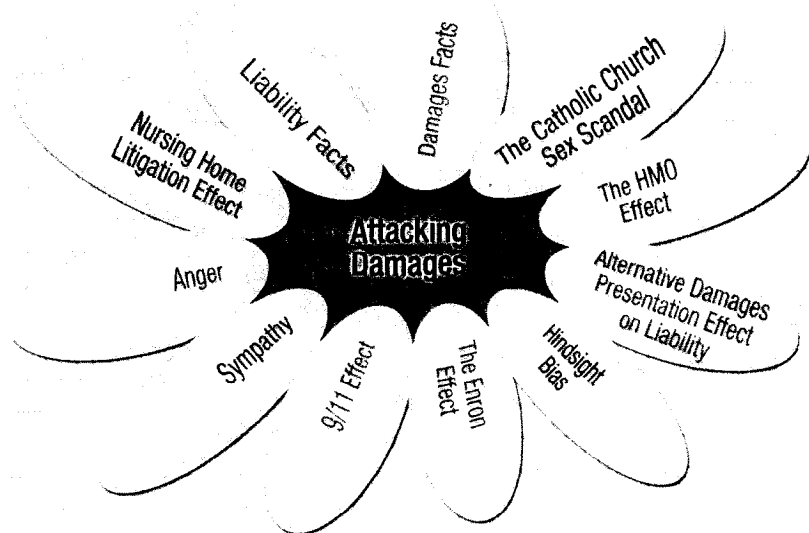 Attacking
Damages
Damages Facts
The Catholic Church
Sex Scandal
The HMO
Effect
Alternative Damages
Presentation Effect
on Liability
Hindsight
Bias
The Enron
Effect
9/11 Effect
Sympathy
Anger
Nursing Home
Litigation Effect
Liability Facts